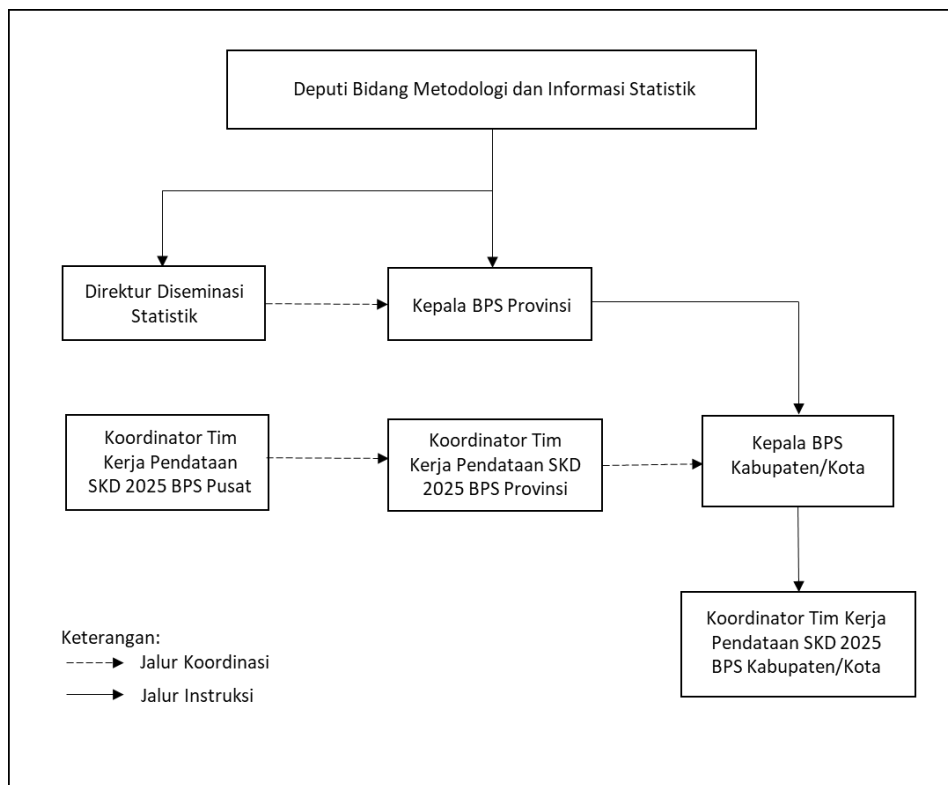 Deputi Bidang Metodologi dan Informasi Statistik
Direktur Diseminasi
Statistik
Kepala BPS Provinsi
Koordinator Tim
Kerja Pendataan
SKD 2025 BPS Pusat
Koordinator Tim
Kerja Pendataan SKD
2025 BPS Provinsi
Kepala BPS
Kabupaten/Kota
Koordinator Tim Kerja
Pendataan SKD 2025
BPS Kabupaten/Kota
Keterangan:
Jalur Koordinasi
Jalur Instruksi